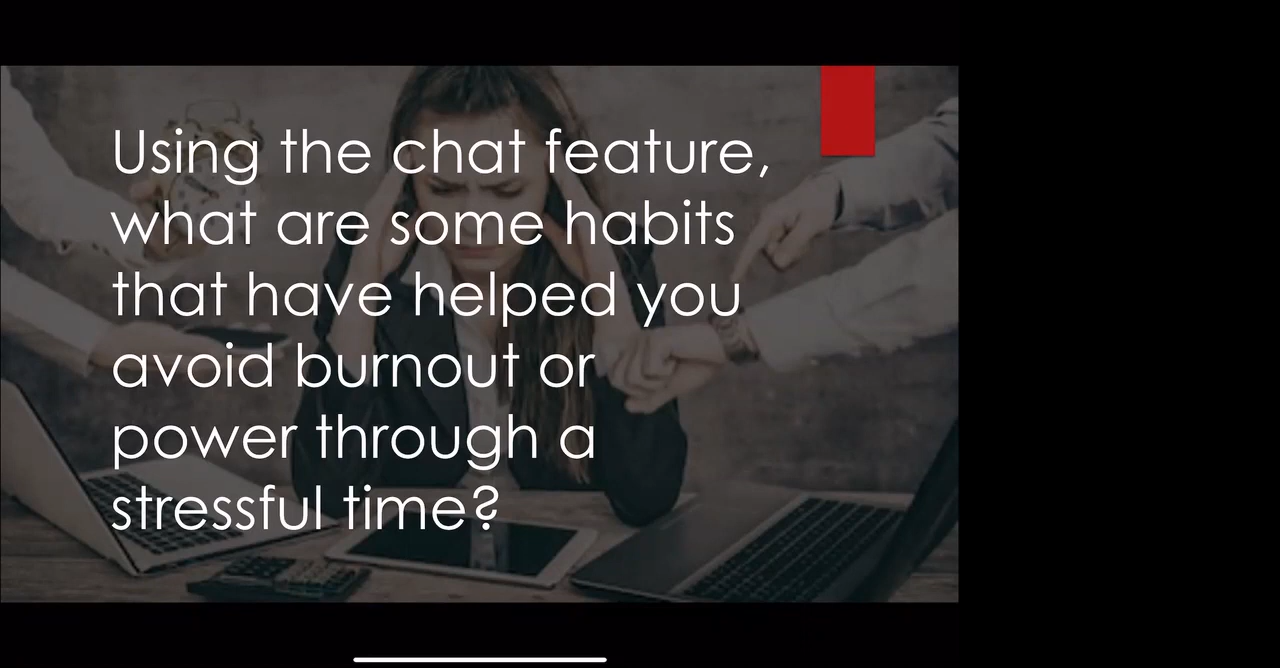 Using the chat feature,
what are some habits
that have helped you
avoid burnout or
power through a
stressful time?